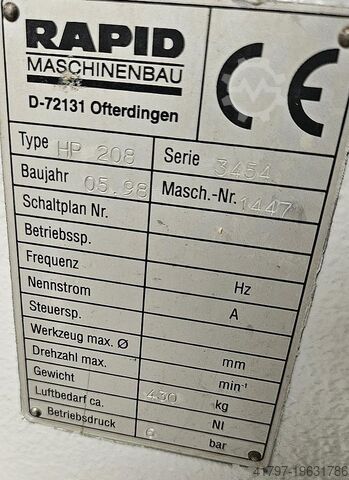 RAPID
MASCHINENBAU
D-72131 Ofterdingen
CE
Type HP 208 Serie 3454
Baujahr 05.98 Masch.-Nr. 1447
Schaltplan Nr.
Betriebssp.
Frequenz Hz
Nennstrom A
Steuersp.
Werkzeug max. Ø mm
Drehzahl max. min⁻¹
Gewicht 430 kg
Luftbedarf ca. Nl
Betriebsdruck 6 bar
41797-19631786